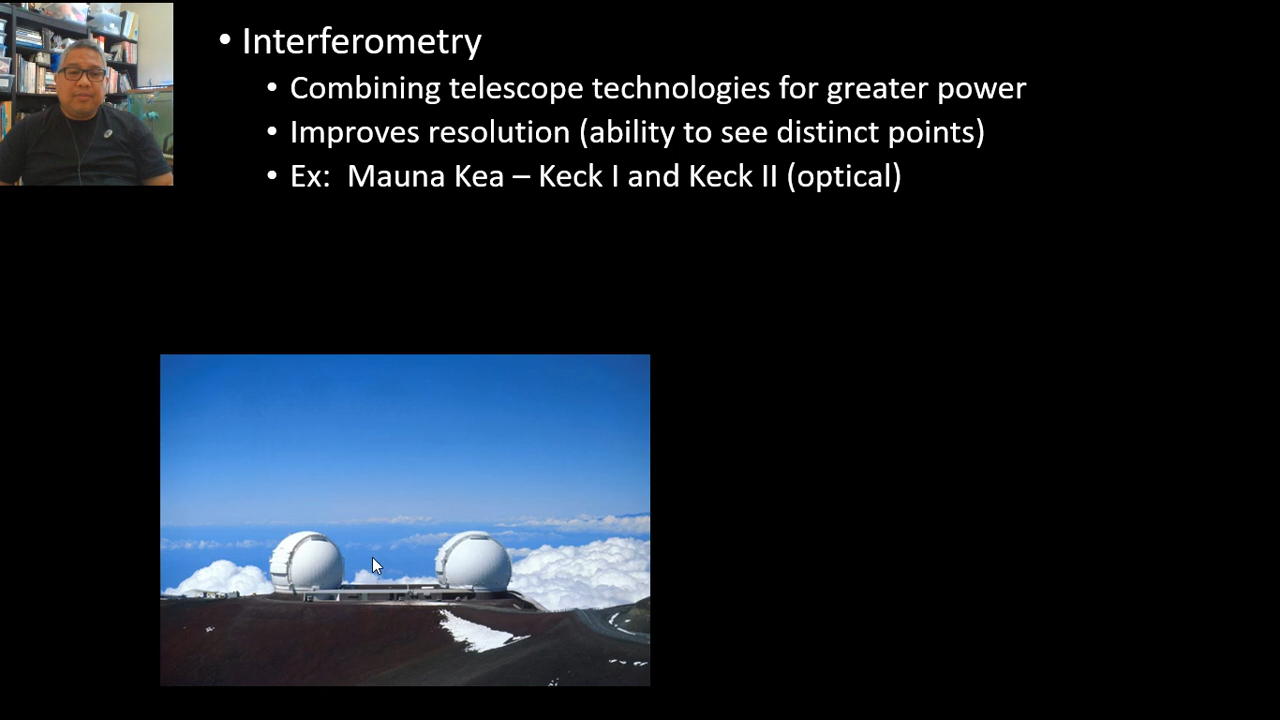 • Interferometry
• Combining telescope technologies for greater power
• Improves resolution (ability to see distinct points)
• Ex:  Mauna Kea – Keck I and Keck II (optical)